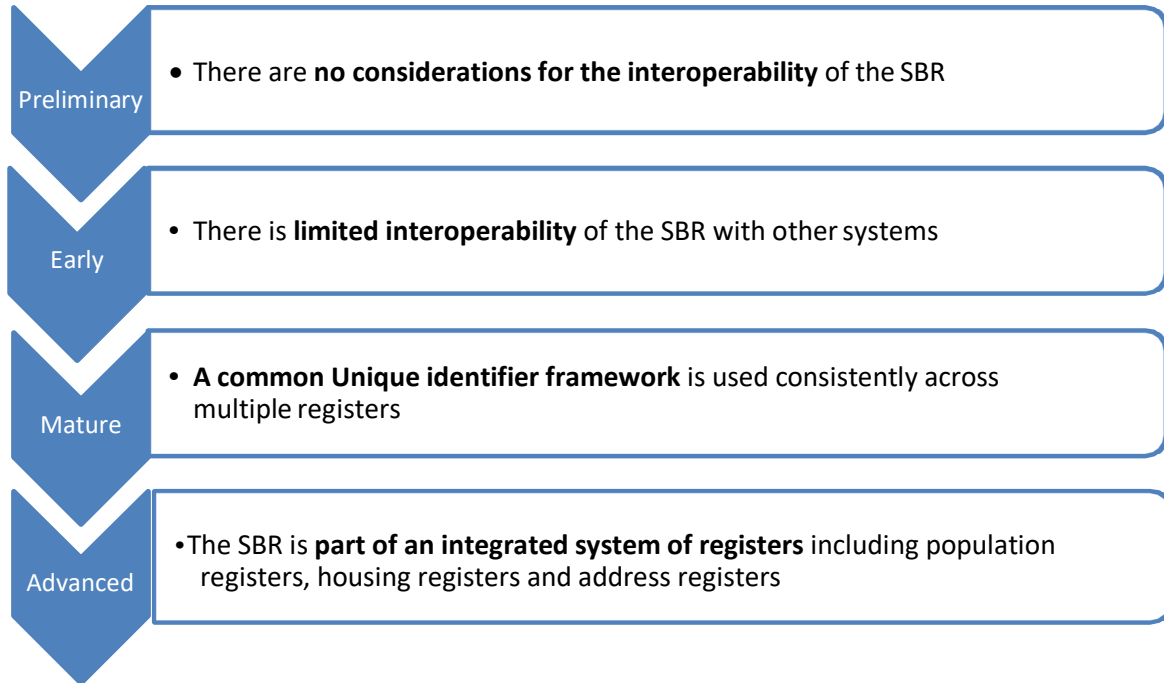 Preliminary
• There are no considerations for the interoperability of the SBR
Early
• There is limited interoperability of the SBR with other systems
Mature
• A common Unique identifier framework is used consistently across
multiple registers
Advanced
•The SBR is part of an integrated system of registers including population
registers, housing registers and address registers